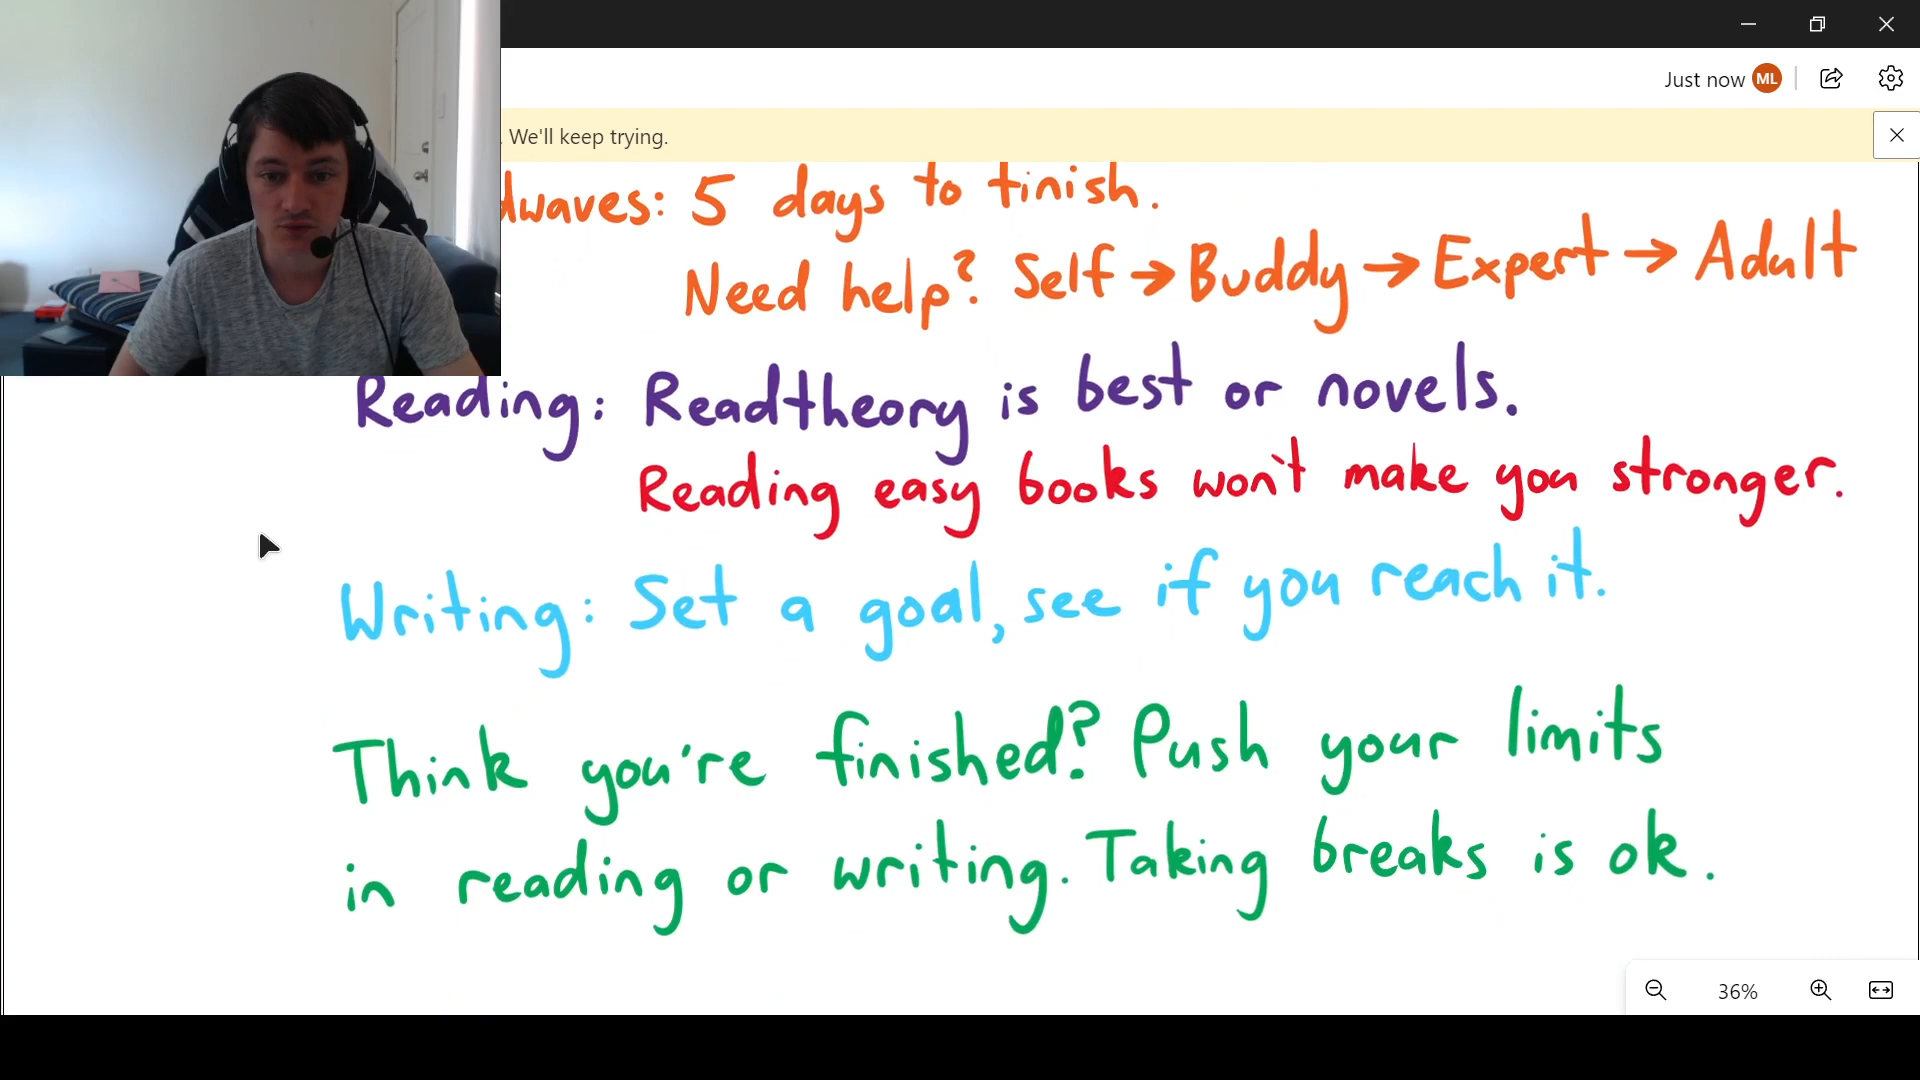 Just now ML
We'll keep trying.
dwaves: 5 days to finish.
Need help? Self → Buddy → Expert → Adult
Reading: Readtheory is best or novels.
Reading easy books won't make you stronger.
Writing: Set a goal, see if you reach it.
Think you're finished? Push your limits
in reading or writing. Taking breaks is ok.
36%